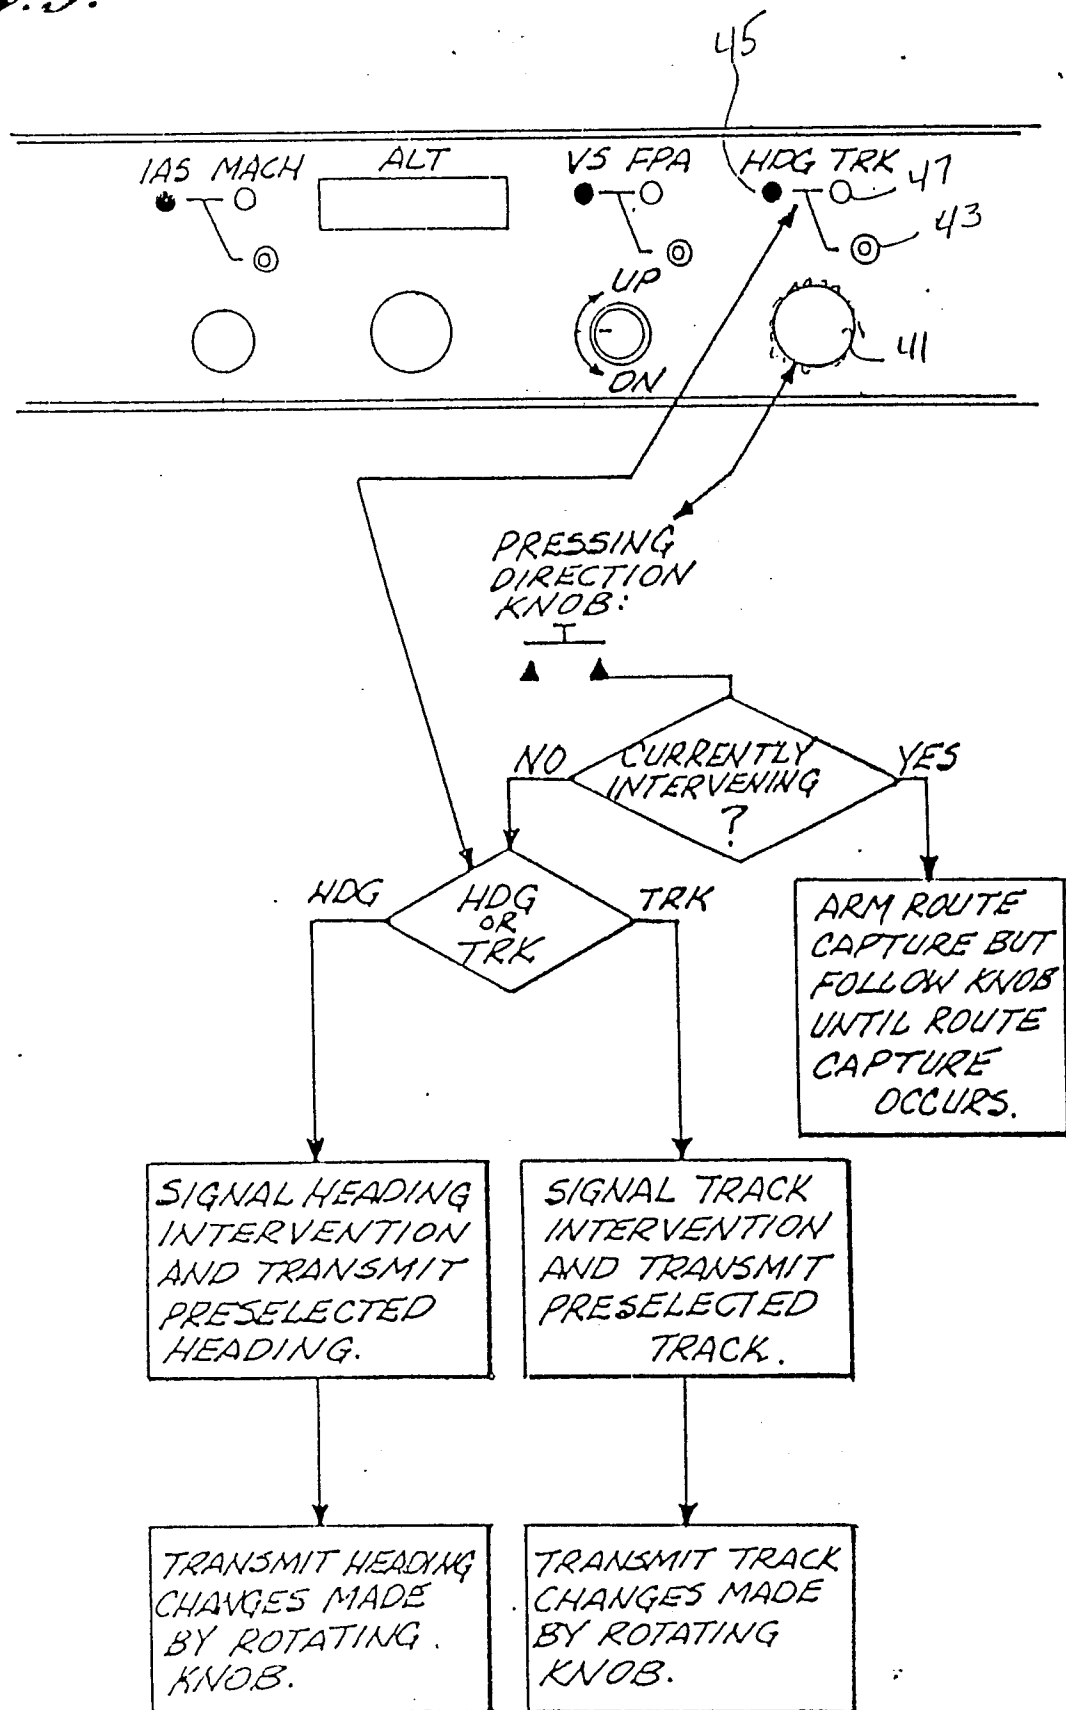 45
IAS MACH
ALT
VS FPA
HDG TRK
47
43
UP
41
DN
PRESSING
DIRECTION
KNOB:
NO
CURRENTLY
INTERVENING
?
YES
HDG
HDG
OR
TRK
TRK
ARM ROUTE
CAPTURE BUT
FOLLOW KNOB
UNTIL ROUTE
CAPTURE
OCCURS.
SIGNAL HEADING
INTERVENTION
AND TRANSMIT
PRESELECTED
HEADING.
SIGNAL TRACK
INTERVENTION
AND TRANSMIT
PRESELECTED
TRACK.
TRANSMIT HEADING
CHANGES MADE
BY ROTATING
KNOB.
TRANSMIT TRACK
CHANGES MADE
BY ROTATING
KNOB.